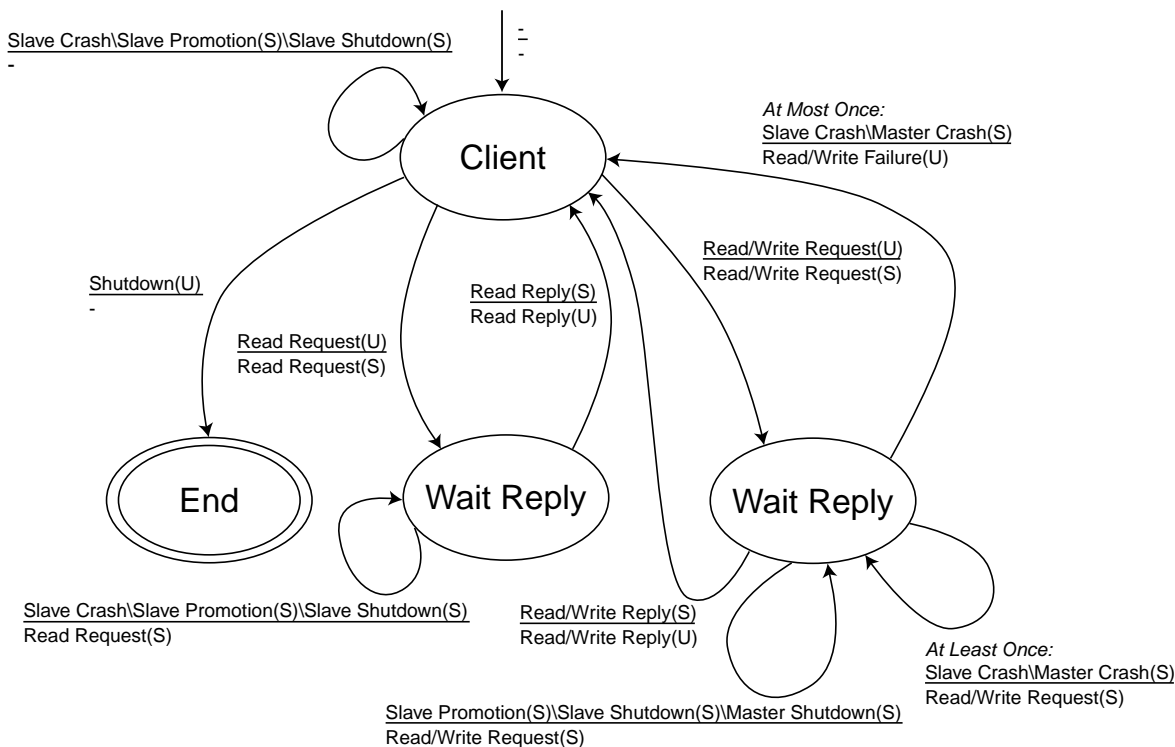 Slave Crash\Slave Promotion(S)\Slave Shutdown(S)
-
-
-
At Most Once:
Slave Crash\Master Crash(S)
Read/Write Failure(U)
Client
Shutdown(U)
-
Read Request(U)
Read Request(S)
Read Reply(S)
Read Reply(U)
Read/Write Request(U)
Read/Write Request(S)
End
Wait Reply
Wait Reply
Slave Crash\Slave Promotion(S)\Slave Shutdown(S)
Read Request(S)
Read/Write Reply(S)
Read/Write Reply(U)
At Least Once:
Slave Crash\Master Crash(S)
Read/Write Request(S)
Slave Promotion(S)\Slave Shutdown(S)\Master Shutdown(S)
Read/Write Request(S)